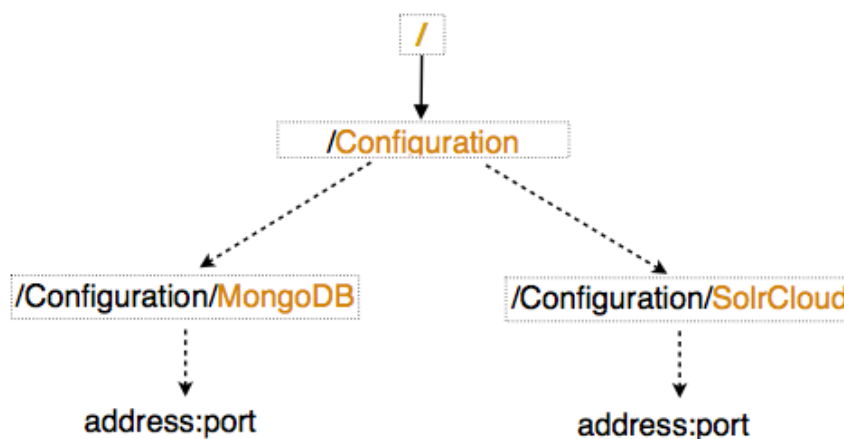 /
/Configuration
/Configuration/MongoDB
/Configuration/SolrCloud
address:port
address:port